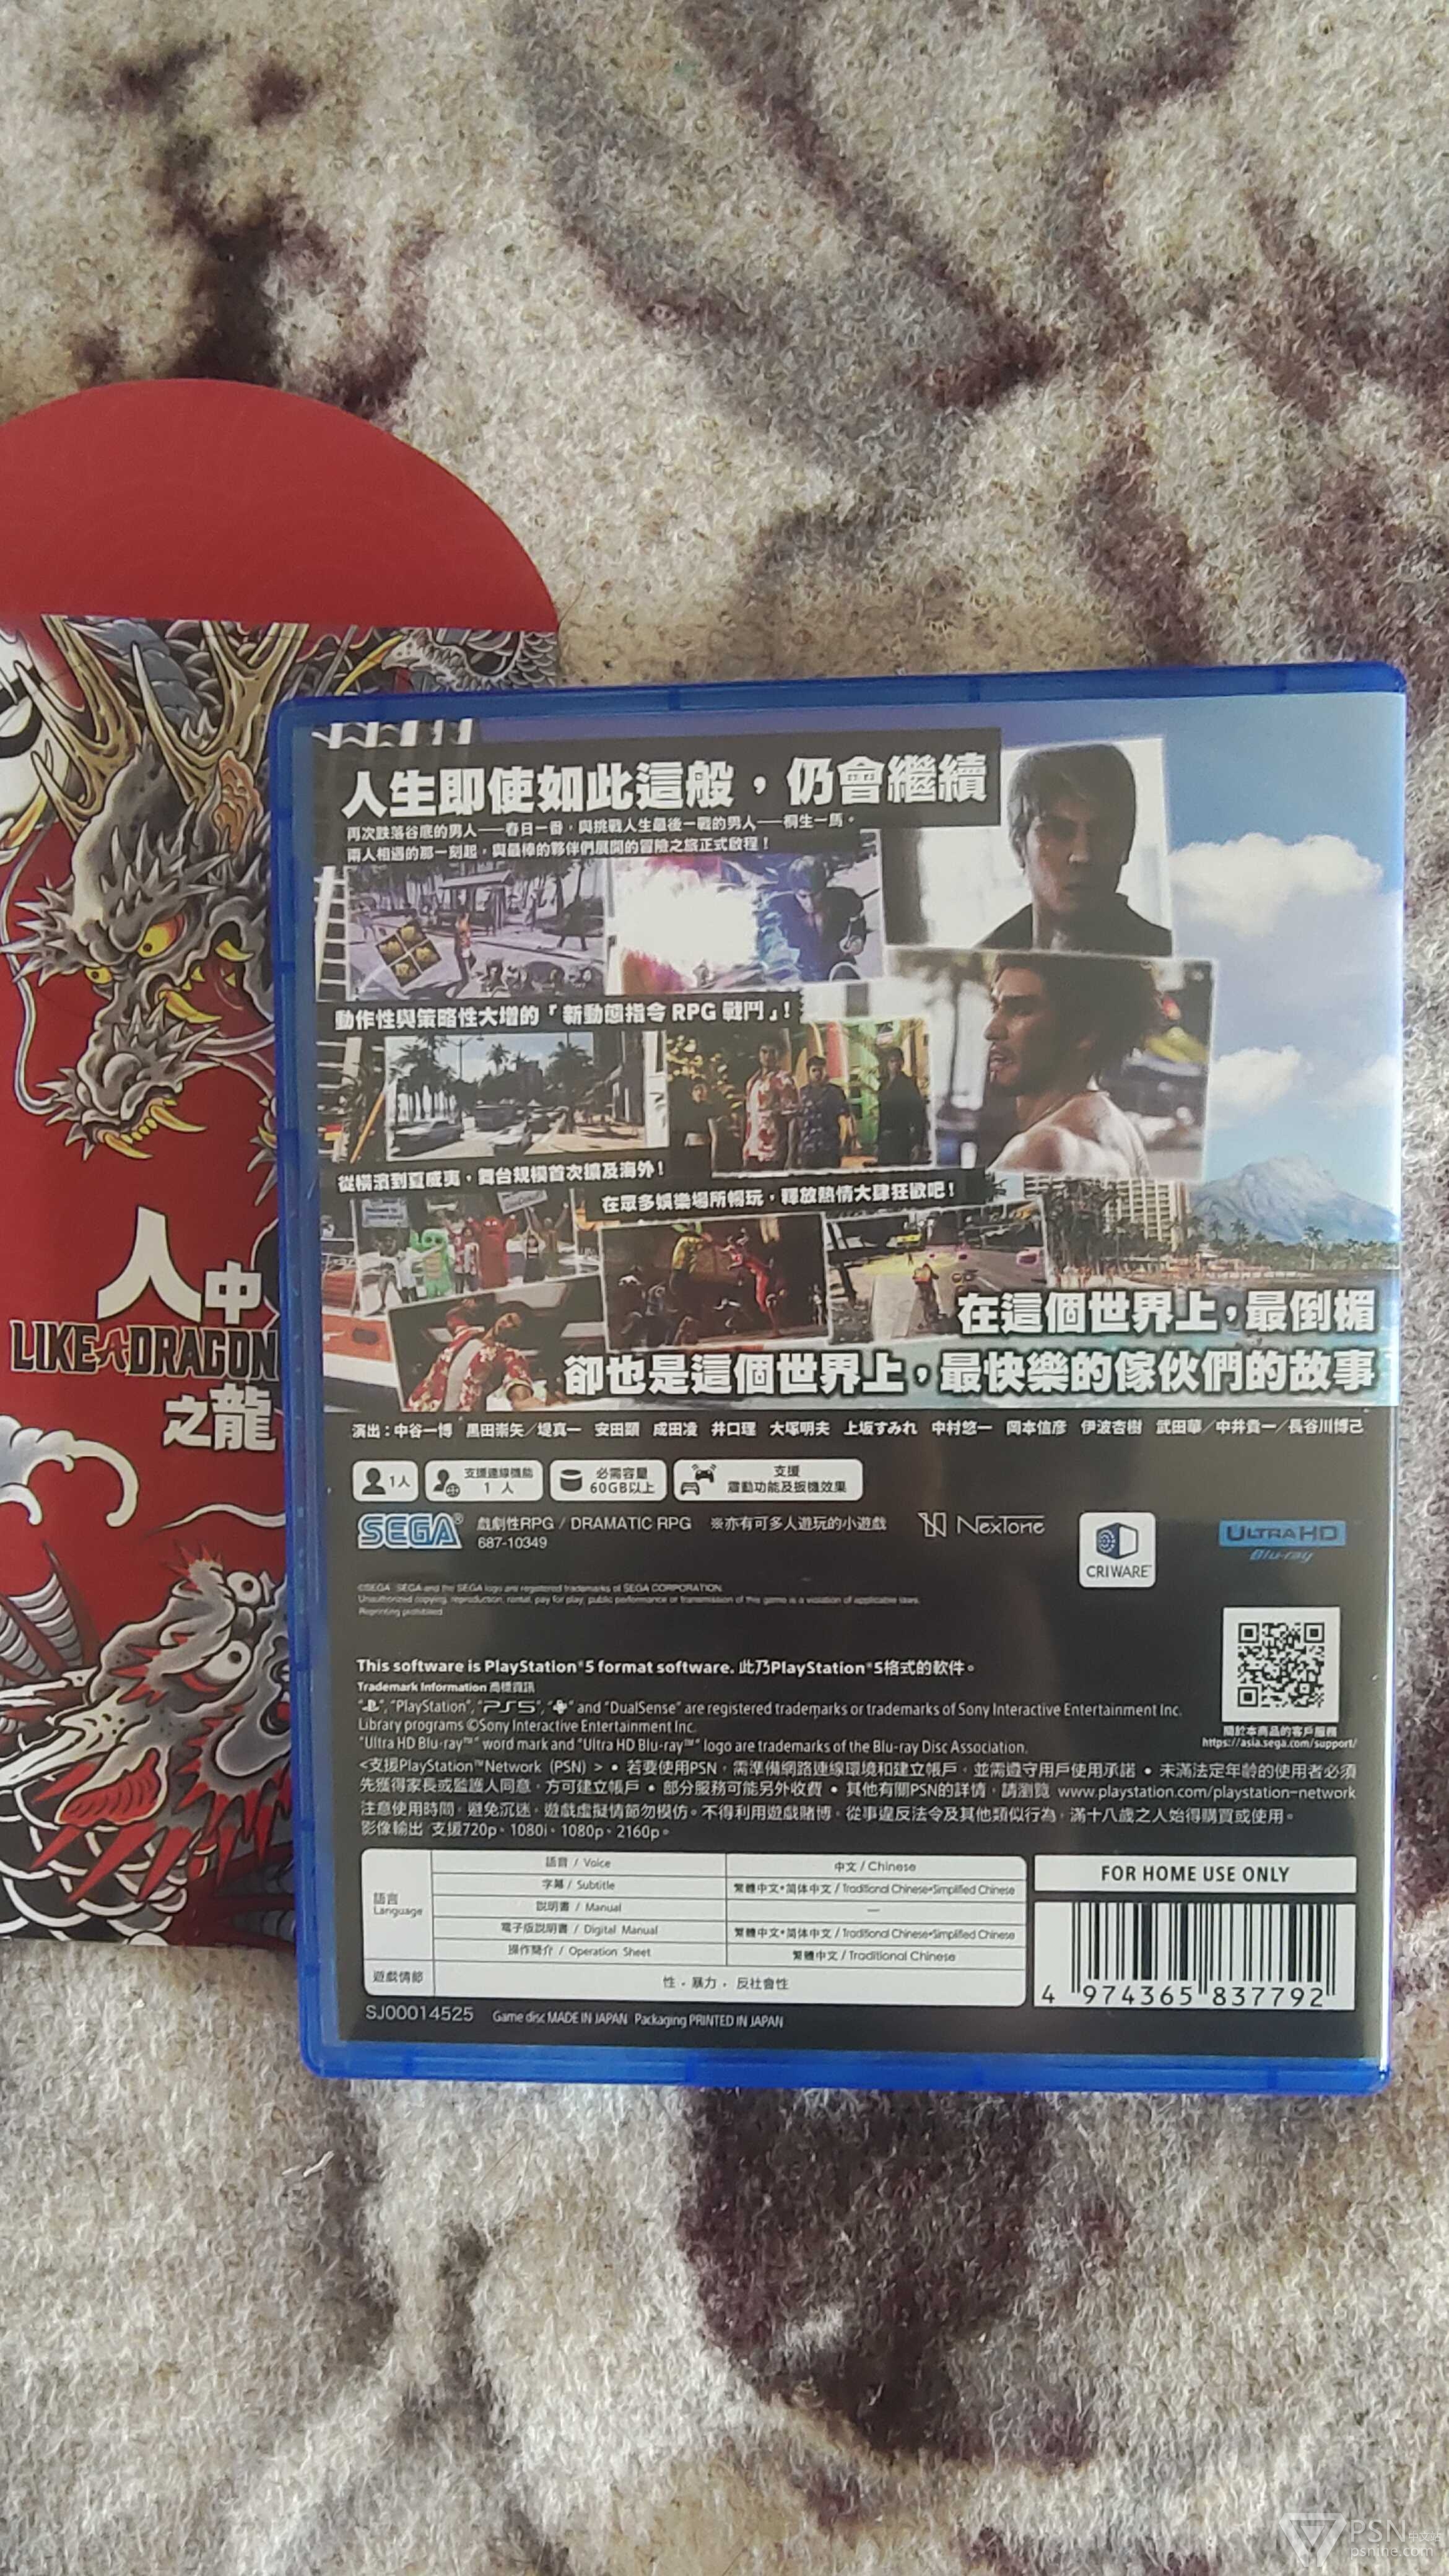 人生即使如此這般，仍會繼續
再次跌落谷底的男人——春日一番，與挑戰人生最後一戰的男人——桐生一馬。
兩人相遇的那一刻起，與最棒的夥伴們展開的冒險之旅正式啟程！
動作性與策略性大增的「新動態指令RPG戰鬥」！
從橫濱到夏威夷，舞台規模首次擴及海外！
在眾多娛樂場所暢玩，釋放熱情大肆狂歡吧！
在這個世界上，最倒楣
卻也是這個世界上，最快樂的傢伙們的故事
人中
LIKE A DRAGON
之龍
演出：中谷一博 黒田崇矢／堤真一 安田顕 成田凌 井口理 大塚明夫 上坂すみれ 中村悠一 岡本信彦 伊波杏樹 武田華／中井貴一／長谷川博己
1人
支援連線機能
1 人
必需容量
60GB以上
支援
震動功能及扳機效果
SEGA® 戲劇性RPG / DRAMATIC RPG ※亦有可多人遊玩的小遊戲
687-10349
NexTone
CRIWARE
ULTRA HD
Blu-ray
©SEGA. SEGA and the SEGA logo are registered trademarks of SEGA CORPORATION.
Unauthorized copying, reproduction, rental, pay for play, public performance or transmission of this game is a violation of applicable laws.
Reprinting prohibited.
This software is PlayStation®5 format software. 此乃PlayStation®5格式的軟件。
Trademark Information 商標資訊
"PlayStation", "PS5", and "DualSense" are registered trademarks or trademarks of Sony Interactive Entertainment Inc.
Library programs ©Sony Interactive Entertainment Inc.
"Ultra HD Blu-ray™" word mark and "Ultra HD Blu-ray™" logo are trademarks of the Blu-ray Disc Association.
關於本商品的客戶服務
https://asia.sega.com/support/
<支援PlayStation™Network (PSN) > • 若要使用PSN，需準備網路連線環境和建立帳戶，並需遵守用戶使用承諾 • 未滿法定年齡的使用者必須
先獲得家長或監護人同意，方可建立帳戶 • 部分服務可能另外收費 • 其他有關PSN的詳情，請瀏覽 www.playstation-network
注意使用時間，避免沉迷，遊戲虛擬情節勿模仿。不得利用遊戲賭博，從事違反法令及其他類似行為，滿十八歲之人始得購買或使用。
影像輸出 支援720p、1080i、1080p、2160p。
語言
Language
語音 / Voice 中文 / Chinese
字幕 / Subtitle 繁體中文•简体中文 / Traditional Chinese•Simplified Chinese
說明書 / Manual —
電子版說明書 / Digital Manual 繁體中文•简体中文 / Traditional Chinese•Simplified Chinese
操作簡介 / Operation Sheet 繁體中文 / Traditional Chinese
遊戲情節 性．暴力．反社會性
FOR HOME USE ONLY
4 974365 837792
SJ00014525 Game disc MADE IN JAPAN Packaging PRINTED IN JAPAN
PSN中文站
psnine.com